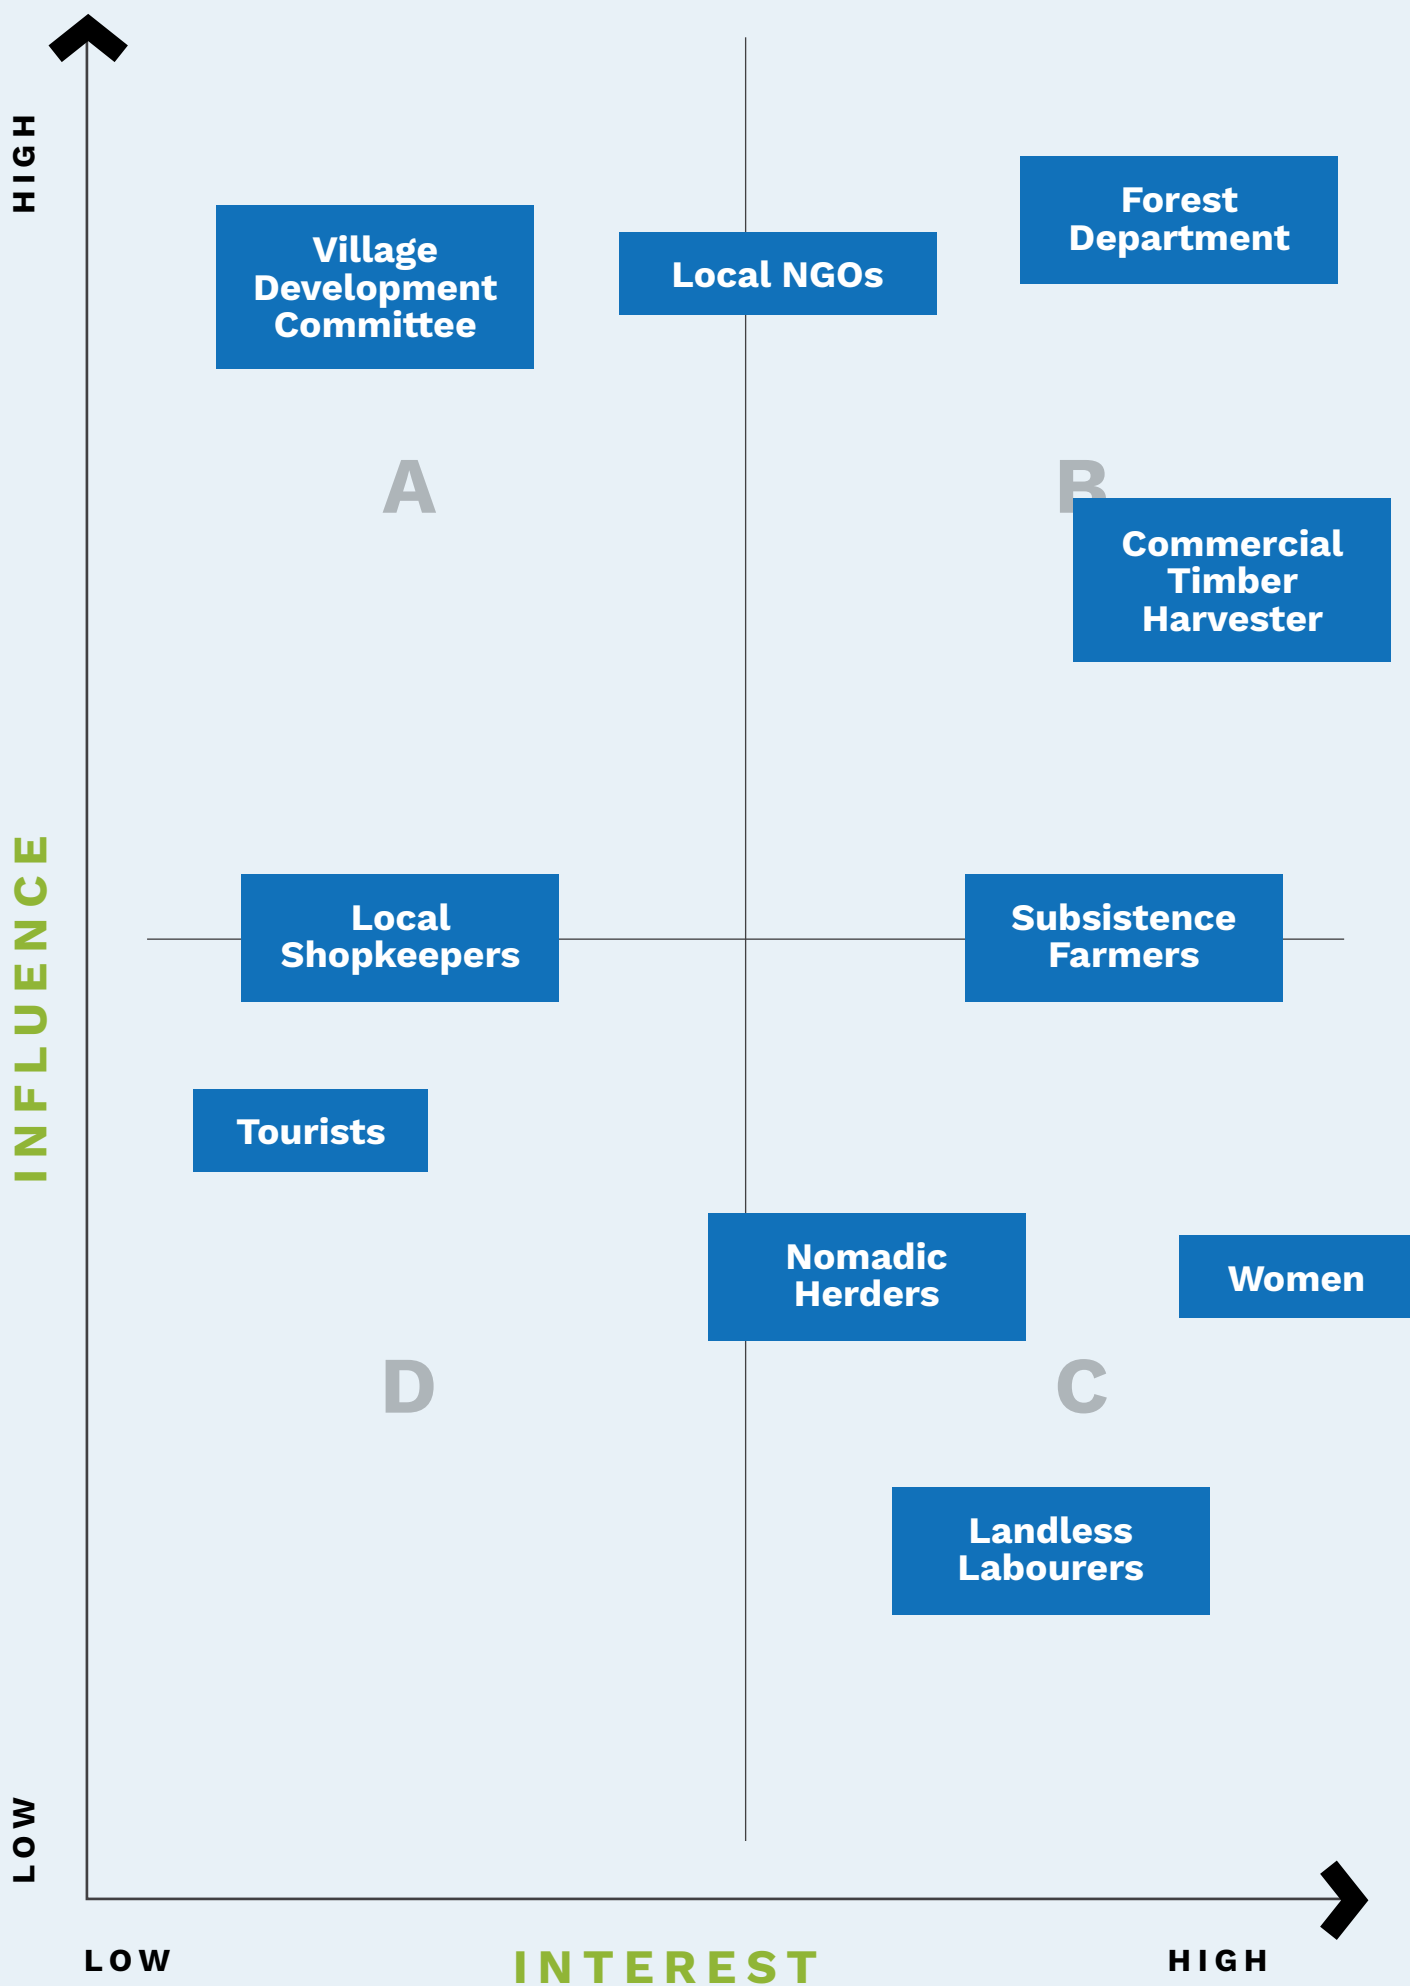 HIGH
Forest
Department
Village
Development
Committee
Local NGOs
A
B
Commercial
Timber
Harvester
INFLUENCE
Local
Shopkeepers
Subsistence
Farmers
Tourists
Nomadic
Herders
Women
D
C
Landless
Labourers
LOW
LOW
INTEREST
HIGH